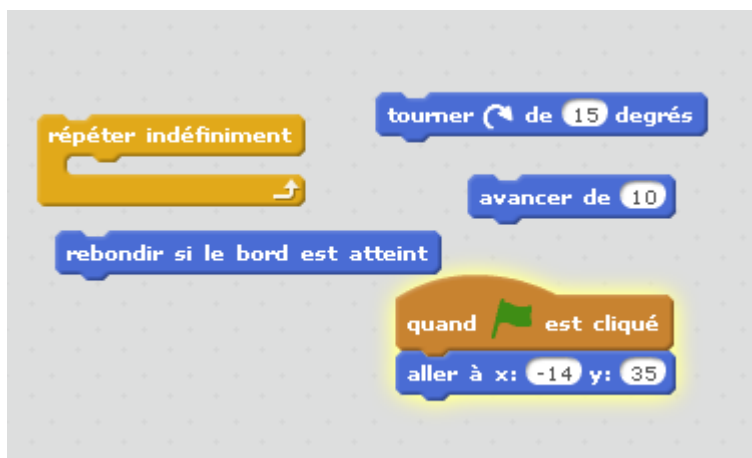 tourner de 15 degrés
répéter indéfiniment
avancer de 10
rebondir si le bord est atteint
quand est cliqué
aller à x: -14 y: 35